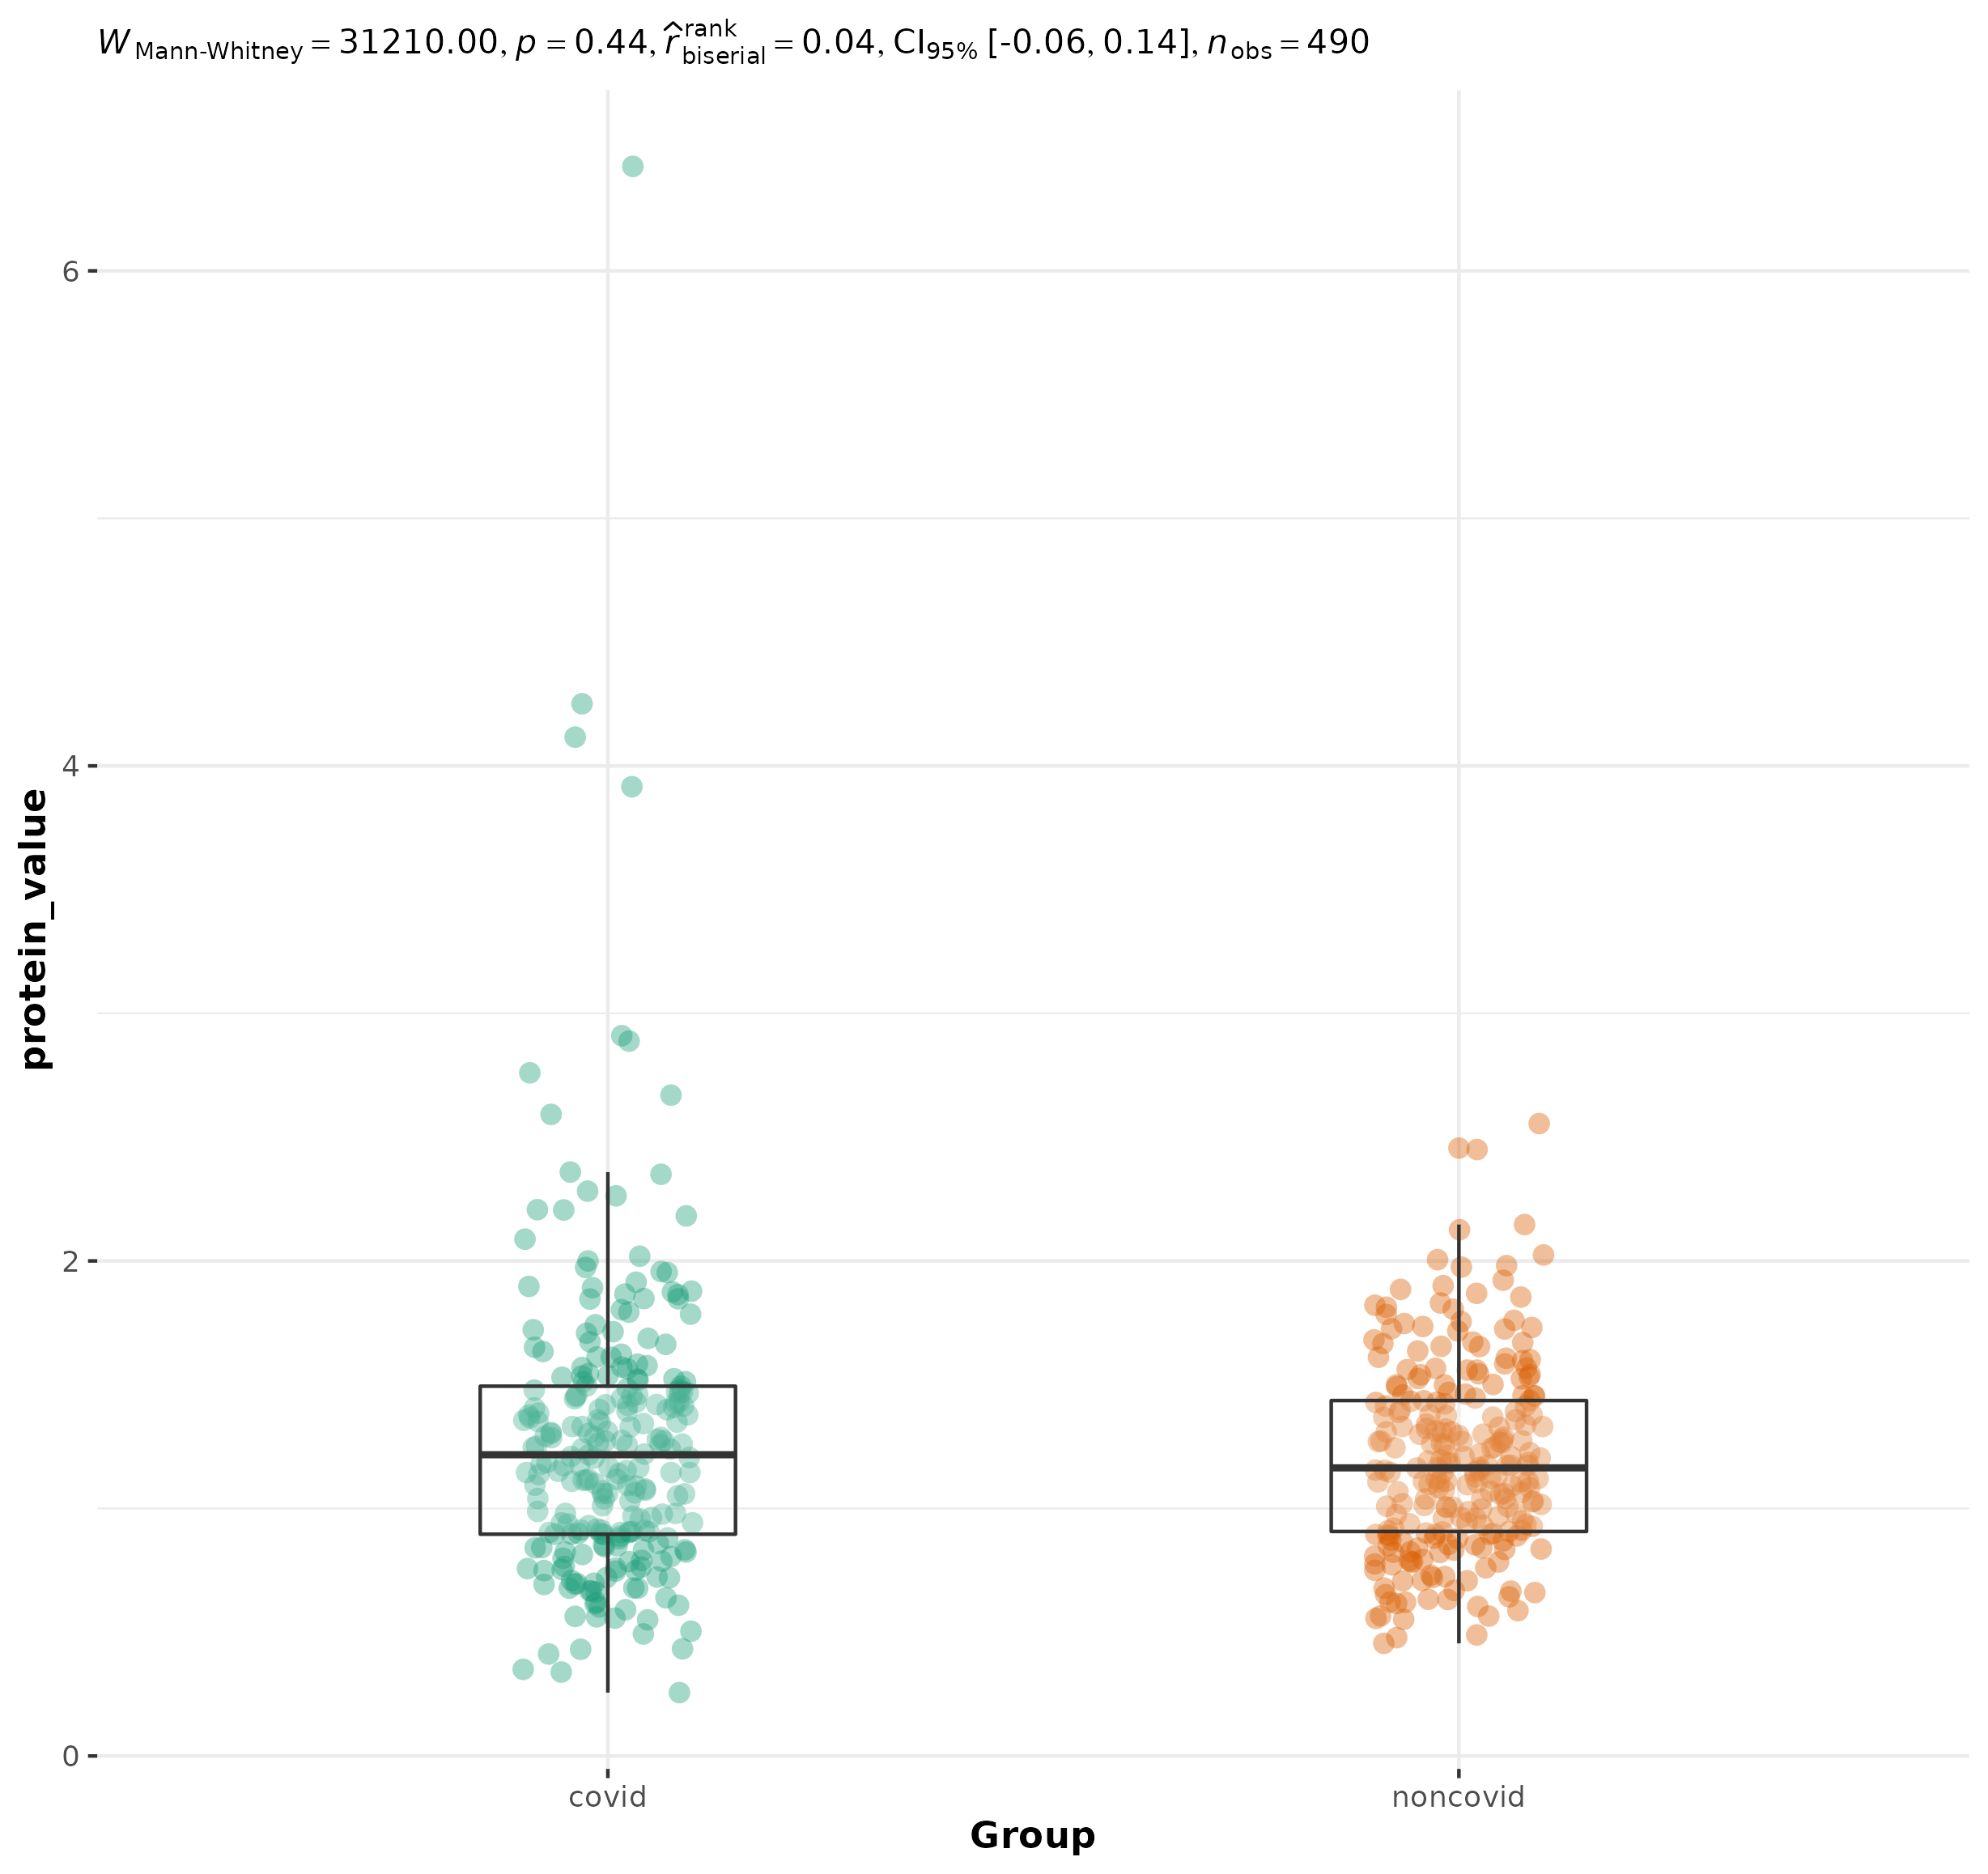 W Mann-Whitney = 31210.00, p = 0.44, r̂ rank biserial = 0.04, CI95% [-0.06, 0.14], n obs = 490
6
4
2
0
protein_value
covid noncovid
Group